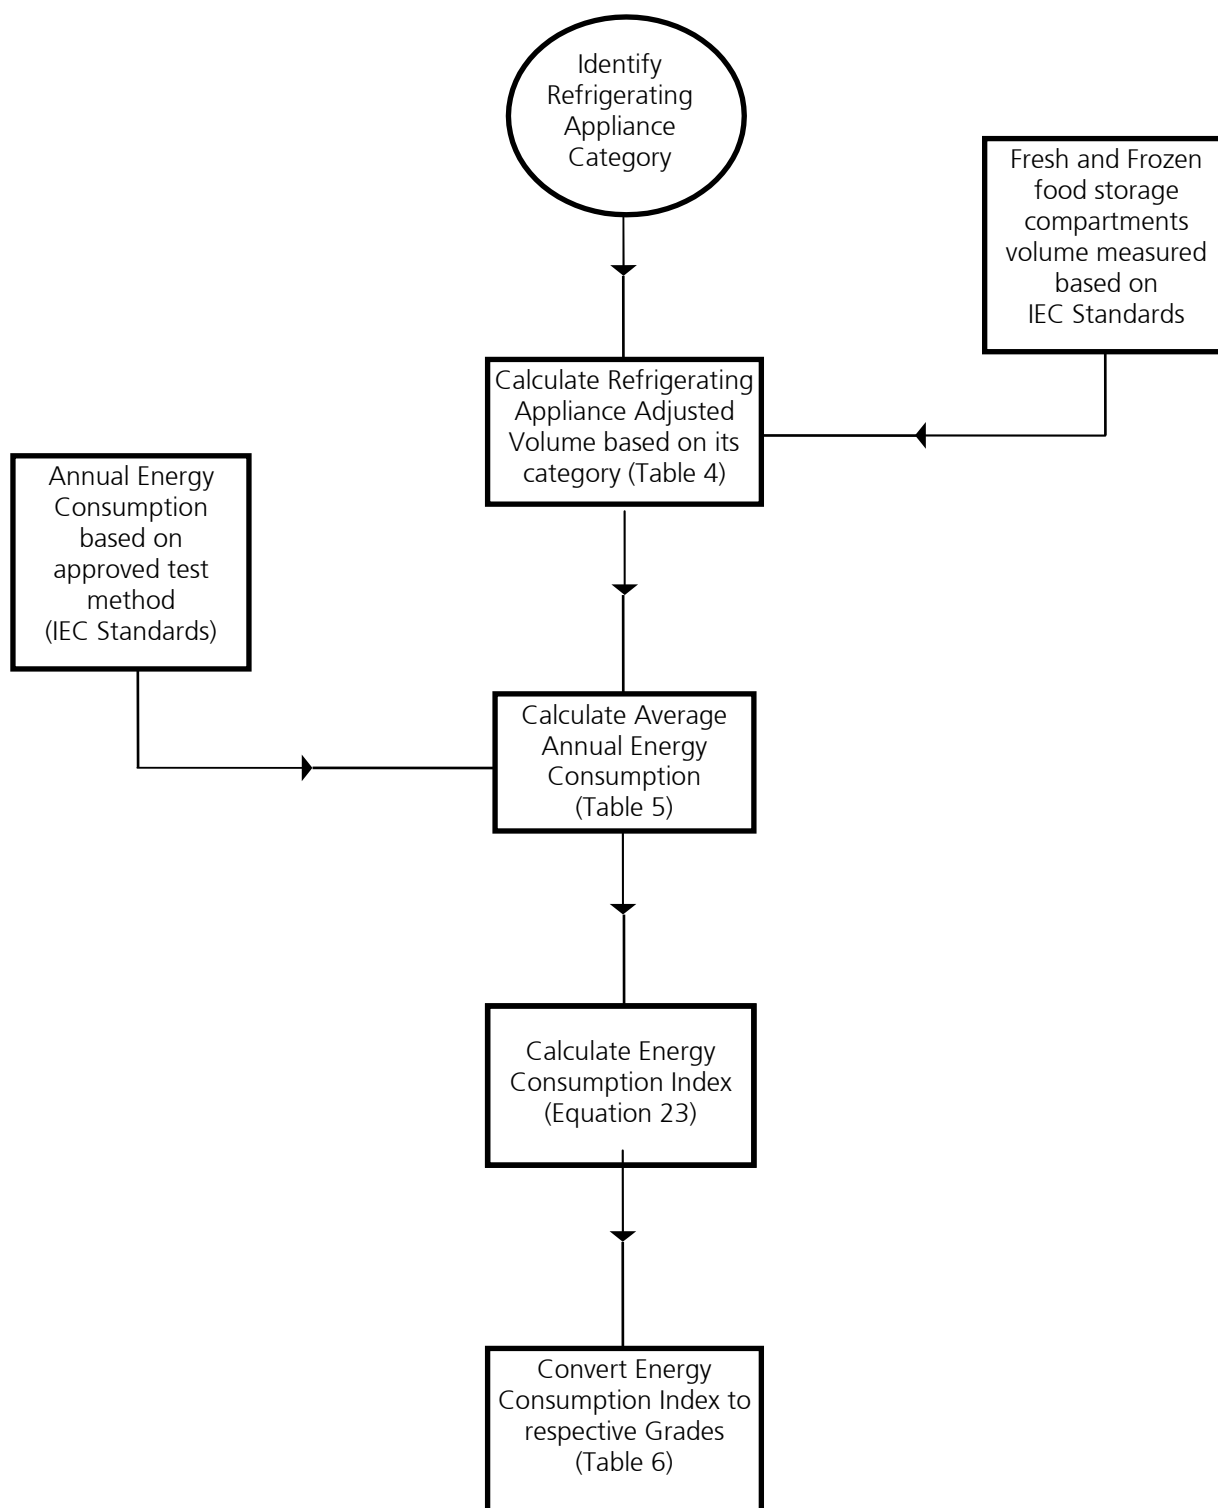 Identify
Refrigerating
Appliance
Category
Fresh and Frozen
food storage
compartments
volume measured
based on
IEC Standards
Calculate Refrigerating
Appliance Adjusted
Volume based on its
category (Table 4)
Annual Energy
Consumption
based on
approved test
method
(IEC Standards)
Calculate Average
Annual Energy
Consumption
(Table 5)
Calculate Energy
Consumption Index
(Equation 23)
Convert Energy
Consumption Index to
respective Grades
(Table 6)